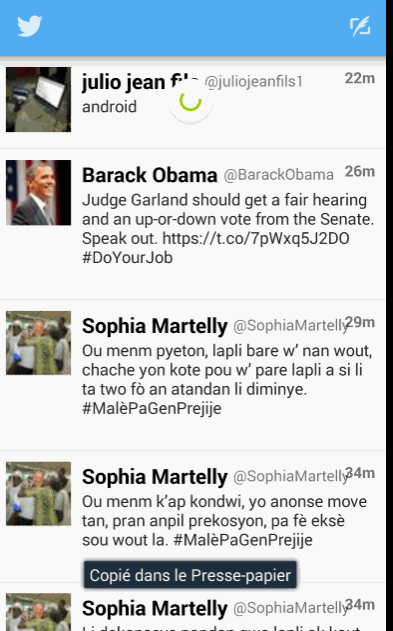 julio jean fils @juliojeanfils1 22m
android
Barack Obama @BarackObama 26m
Judge Garland should get a fair hearing
and an up-or-down vote from the Senate.
Speak out. https://t.co/7pWxq5J2DO
#DoYourJob
Sophia Martelly @SophiaMartelly 29m
Ou menm pyeton, lapli bare w’ nan wout,
chache yon kote pou w’ pare lapli a si li
ta two fò an atandan li diminye.
#MalèPaGenPrejije
Sophia Martelly @SophiaMartelly 34m
Ou menm k’ap kondwi, yo anonse move
tan, pran anpil prekosyon, pa fè eksè
sou wout la. #MalèPaGenPrejije
Copié dans le Presse-papier
Sophia Martelly @SophiaMartelly 34m